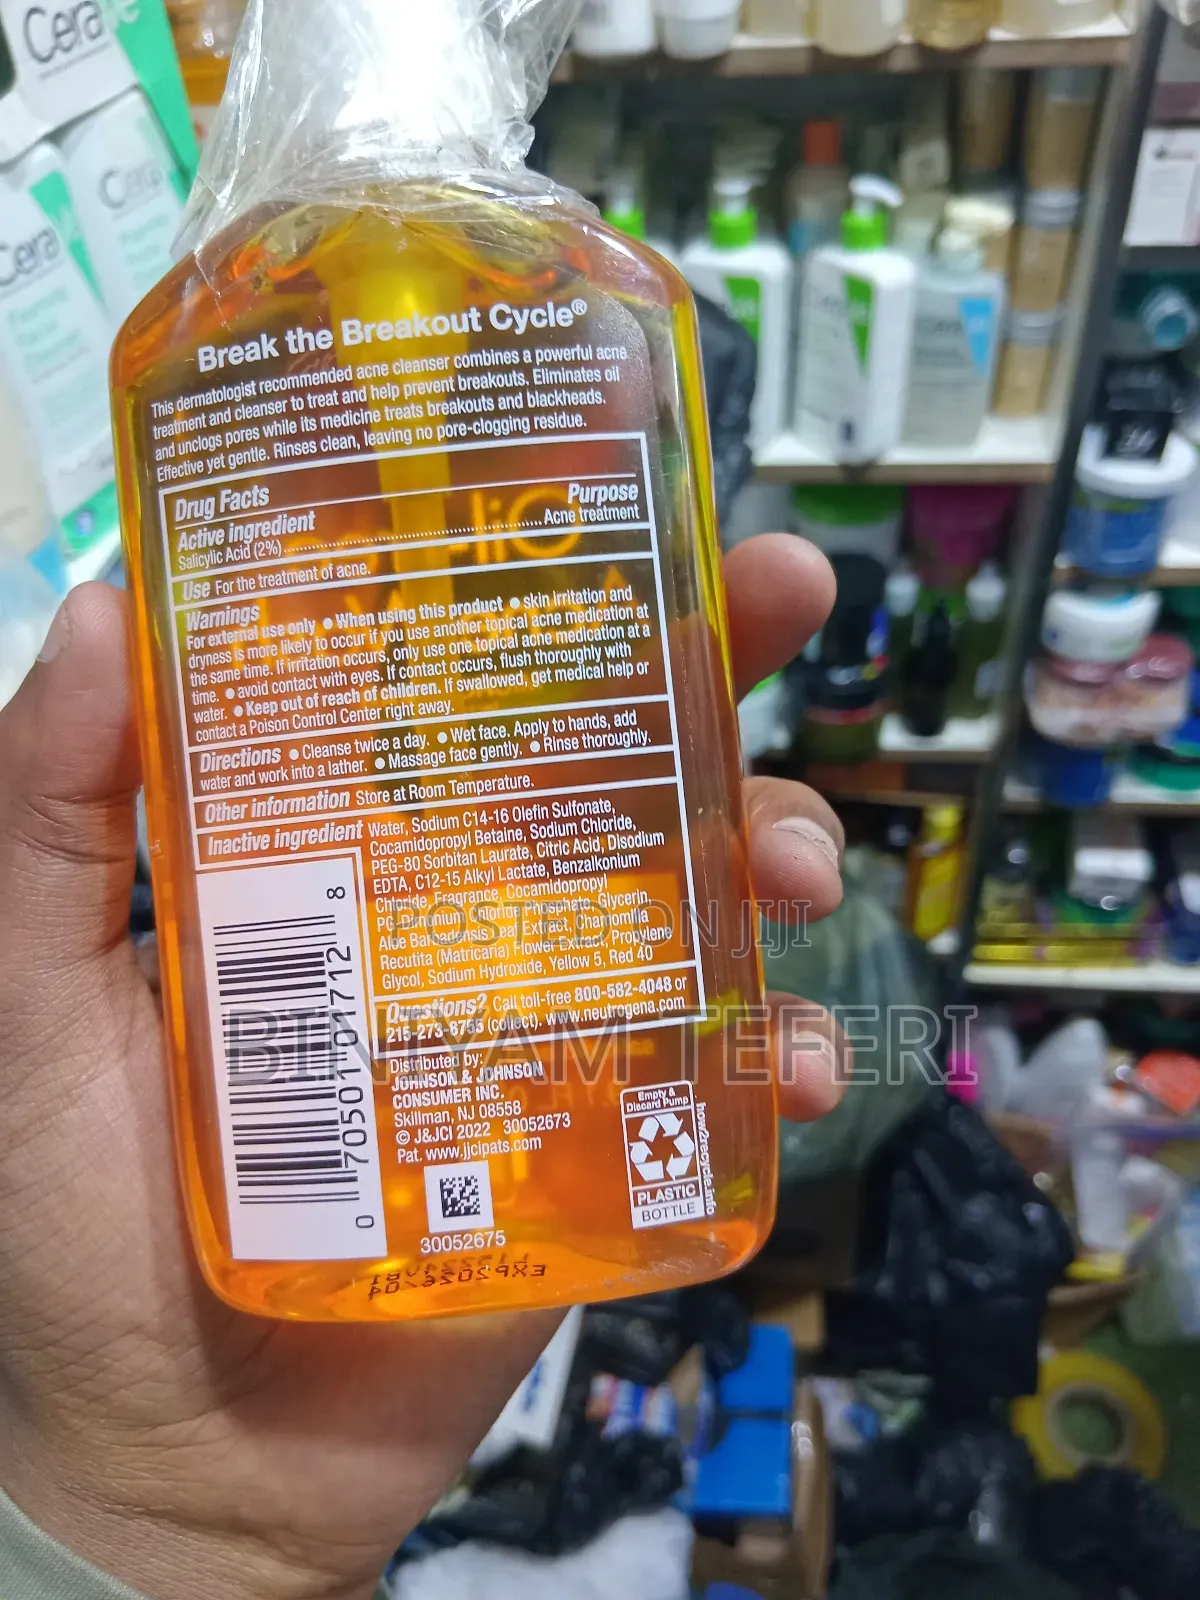 Break the Breakout Cycle®
This dermatologist recommended acne cleanser combines a powerful acne
treatment and cleanser to treat and help prevent breakouts. Eliminates oil
and unclogs pores while its medicine treats breakouts and blackheads.
Effective yet gentle. Rinses clean, leaving no pore-clogging residue.
Drug Facts
Active ingredient Purpose
Salicylic Acid (2%)........Acne treatment
Use For the treatment of acne.
Warnings
For external use only ● When using this product ● skin irritation and
dryness is more likely to occur if you use another topical acne medication at
the same time. If irritation occurs, only use one topical acne medication at a
time. ● avoid contact with eyes. If contact occurs, flush thoroughly with
water. ● Keep out of reach of children. If swallowed, get medical help or
contact a Poison Control Center right away.
Directions ● Cleanse twice a day. ● Wet face. Apply to hands, add
water and work into a lather. ● Massage face gently. ● Rinse thoroughly.
Other information Store at Room Temperature.
Inactive ingredient Water, Sodium C14-16 Olefin Sulfonate,
Cocamidopropyl Betaine, Sodium Chloride,
PEG-80 Sorbitan Laurate, Citric Acid, Disodium
EDTA, C12-15 Alkyl Lactate, Benzalkonium
Chloride, Fragrance, Cocamidopropyl
PG-Dimonium Chloride Phosphate, Glycerin,
Aloe Barbadensis Leaf Extract, Chamomilla
Recutita (Matricaria) Flower Extract, Propylene
Glycol, Sodium Hydroxide, Yellow 5, Red 40
Questions? Call toll-free 800-582-4048 or
215-273-8755 (collect). www.neutrogena.com
Distributed by:
JOHNSON & JOHNSON
CONSUMER INC.
Skillman, NJ 08558
© J&JCI 2022 30052673
Pat. www.jjcipats.com
30052675
0 70501 01712 8
Empty &
Discard Pump
PLASTIC
BOTTLE
how2recycle.info
EXP 2026/04
POSTED ON JIJI
BINIYAM TEFERI
Cera
Cera
Cera